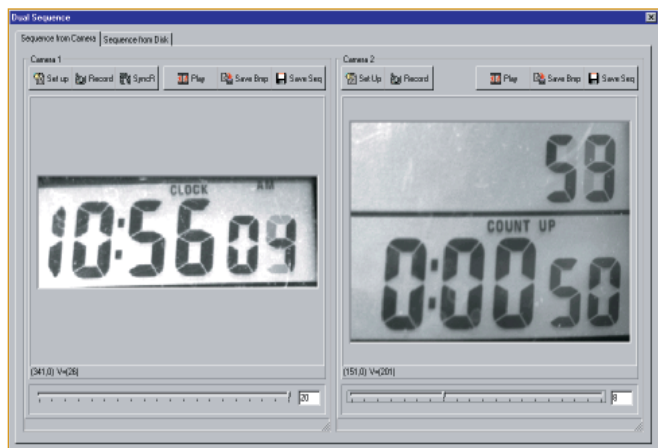 Dual Sequence
Sequence from Camera Sequence from Disk
Camera 1
Set up Record SyncR Play Save Bmp Save Seq
CLOCK AM
10:56 09
(341,0) V=(26)
20
Camera 2
Set Up Record Play Save Bmp Save Seq
59
COUNT UP
0:00 50
(151,0) V=(201)
8